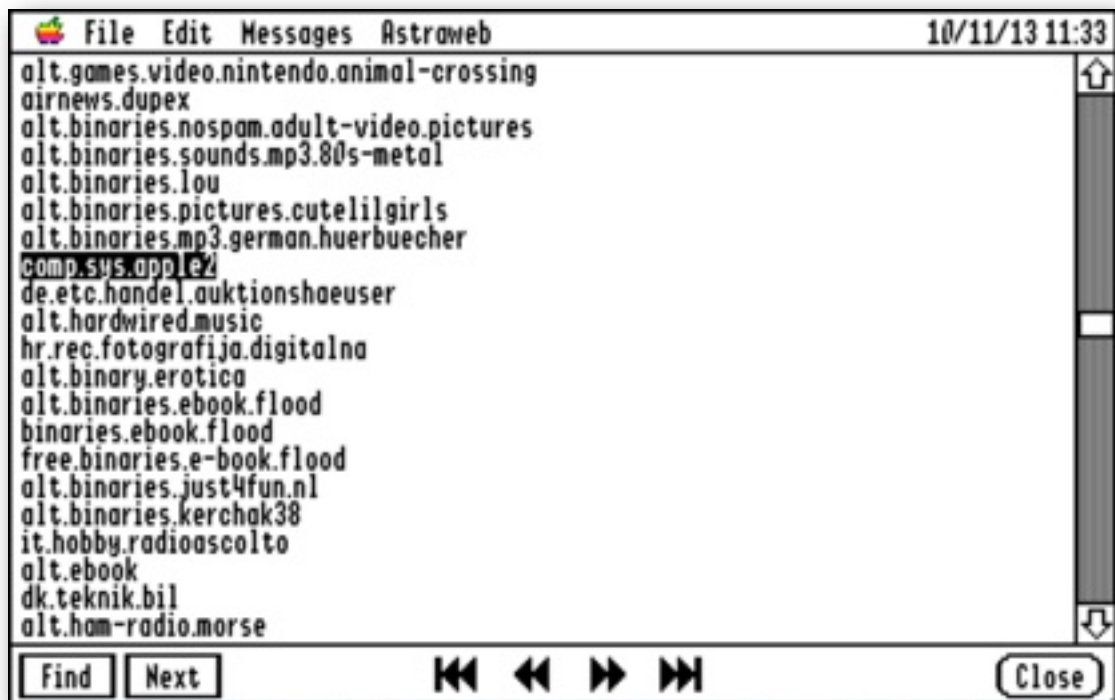 File Edit Messages Astraweb 10/11/13 11:33
alt.games.video.nintendo.animal-crossing
airnews.dupex
alt.binaries.nospam.adult-video.pictures
alt.binaries.sounds.mp3.80s-metal
alt.binaries.lou
alt.binaries.pictures.cutelilgirls
alt.binaries.mp3.german.huerbuecher
comp.sys.apple2
de.etc.handel.auktionshaeuser
alt.hardwired.music
hr.rec.fotografija.digitalna
alt.binary.erotica
alt.binaries.ebook.flood
binaries.ebook.flood
free.binaries.e-book.flood
alt.binaries.just4fun.nl
alt.binaries.kerchak38
it.hobby.radioascolto
alt.ebook
dk.teknik.bil
alt.ham-radio.morse
Find Next Close